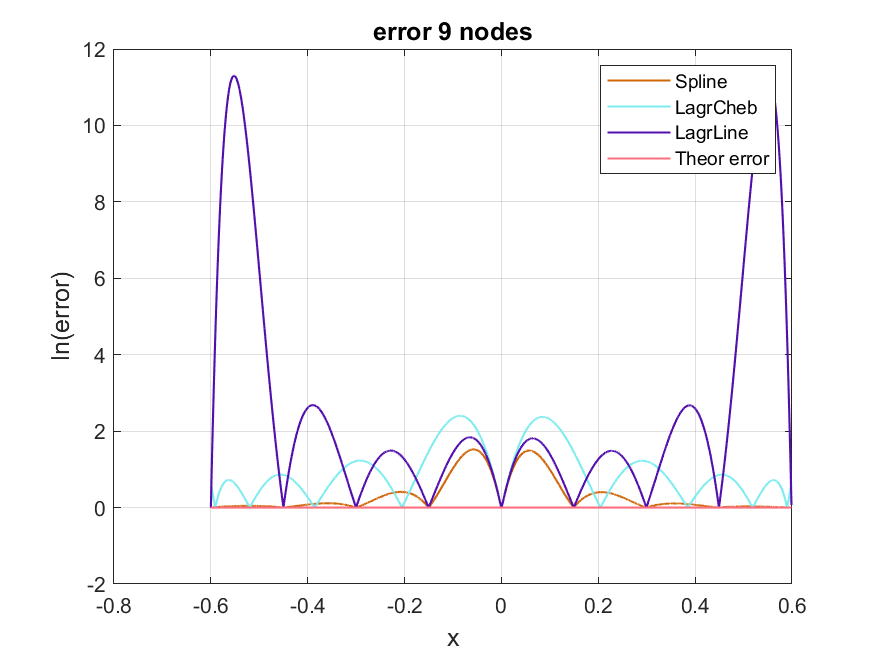 error 9 nodes
12
10
8
6
4
2
0
-2
ln(error)
Spline
LagrCheb
LagrLine
Theor error
-0.8
-0.6
-0.4
-0.2
0
0.2
0.4
0.6
x